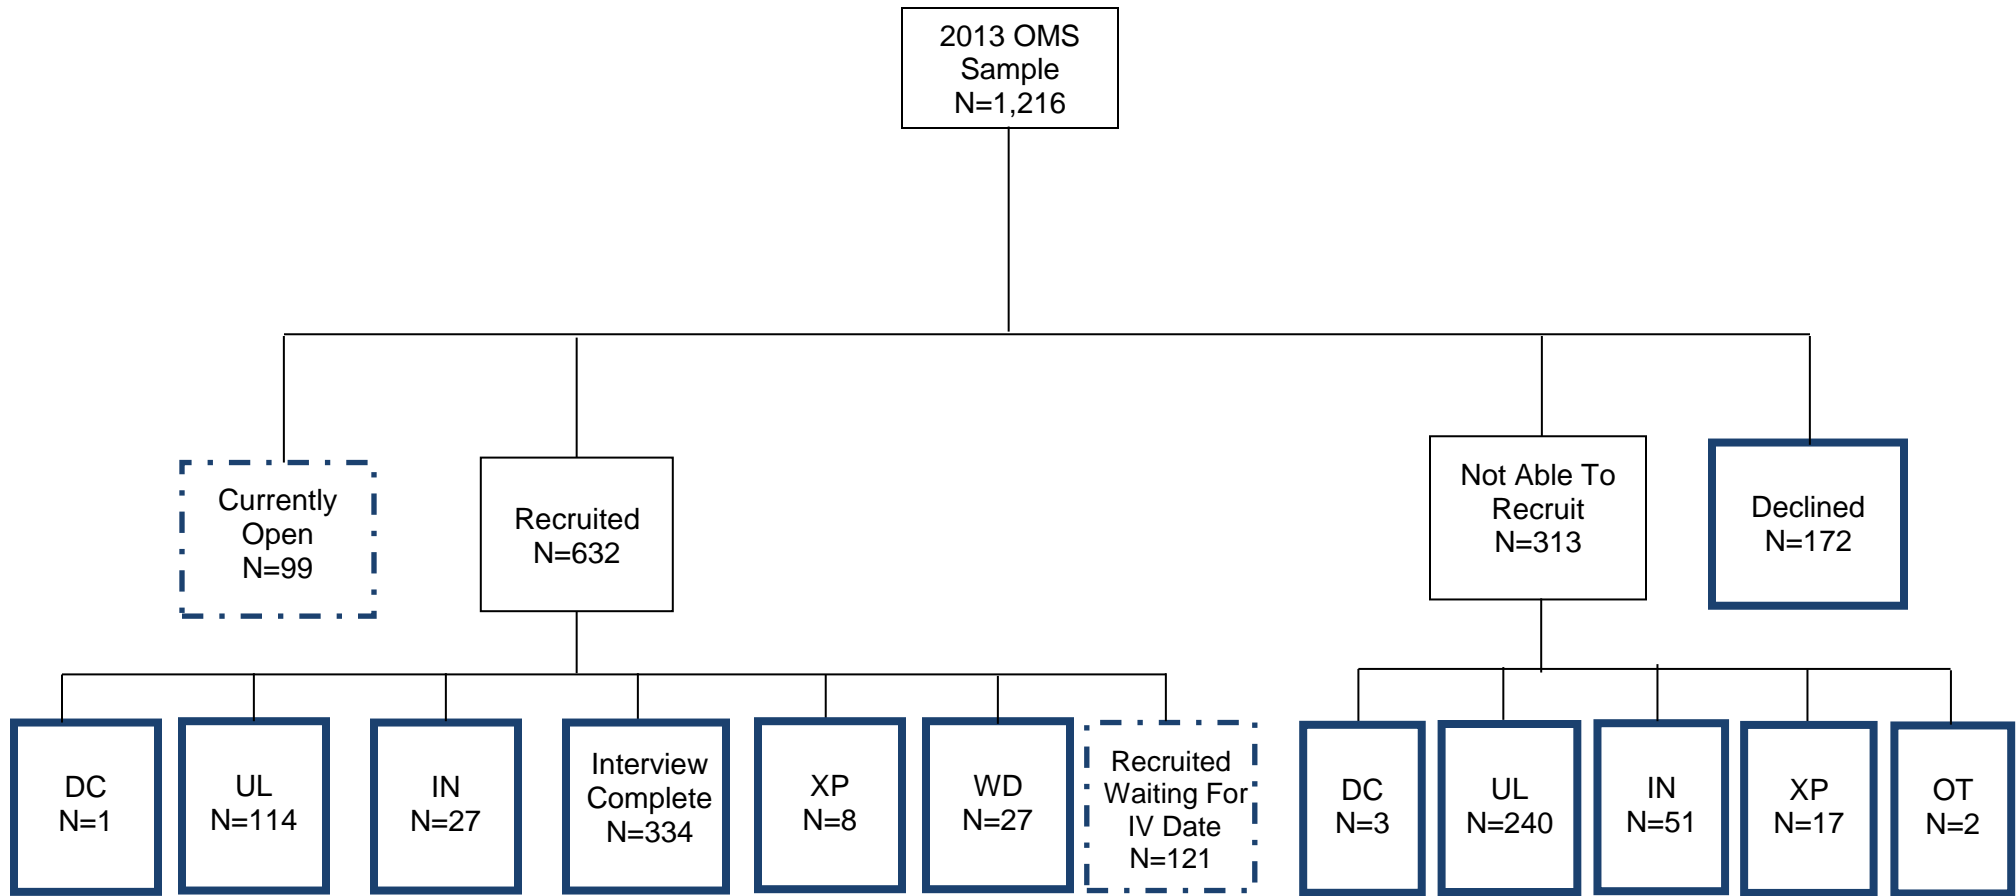 2013 OMS
Sample
N=1,216
Currently
Open
N=99
Recruited
N=632
Not Able To
Recruit
N=313
Declined
N=172
DC
N=1
UL
N=114
IN
N=27
Interview
Complete
N=334
XP
N=8
WD
N=27
Recruited
Waiting For
IV Date
N=121
DC
N=3
UL
N=240
IN
N=51
XP
N=17
OT
N=2